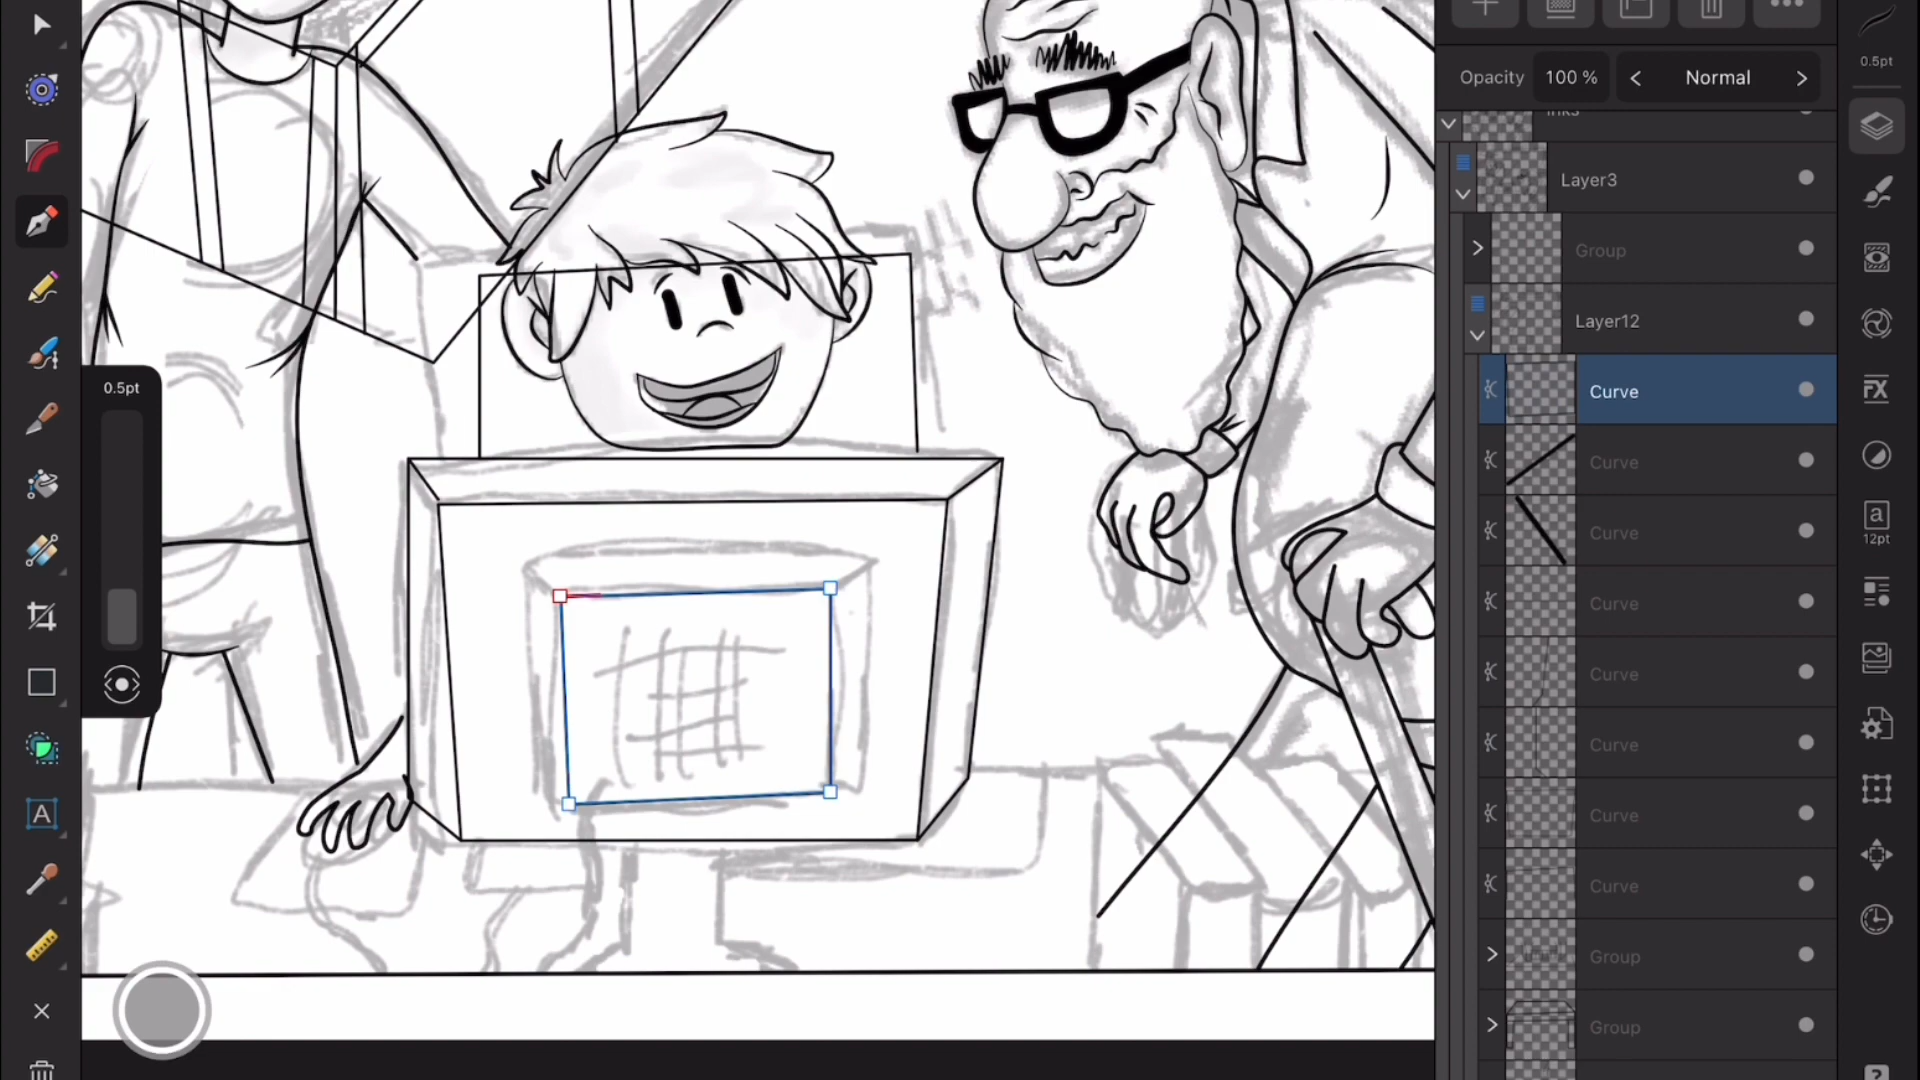 0.5pt
Opacity 100 % < Normal >
inks
Layer3
Group
Layer12
0.5pt
Curve
Curve
Curve
a
12pt
Curve
Curve
Curve
A
Curve
Curve
Group
Group
?